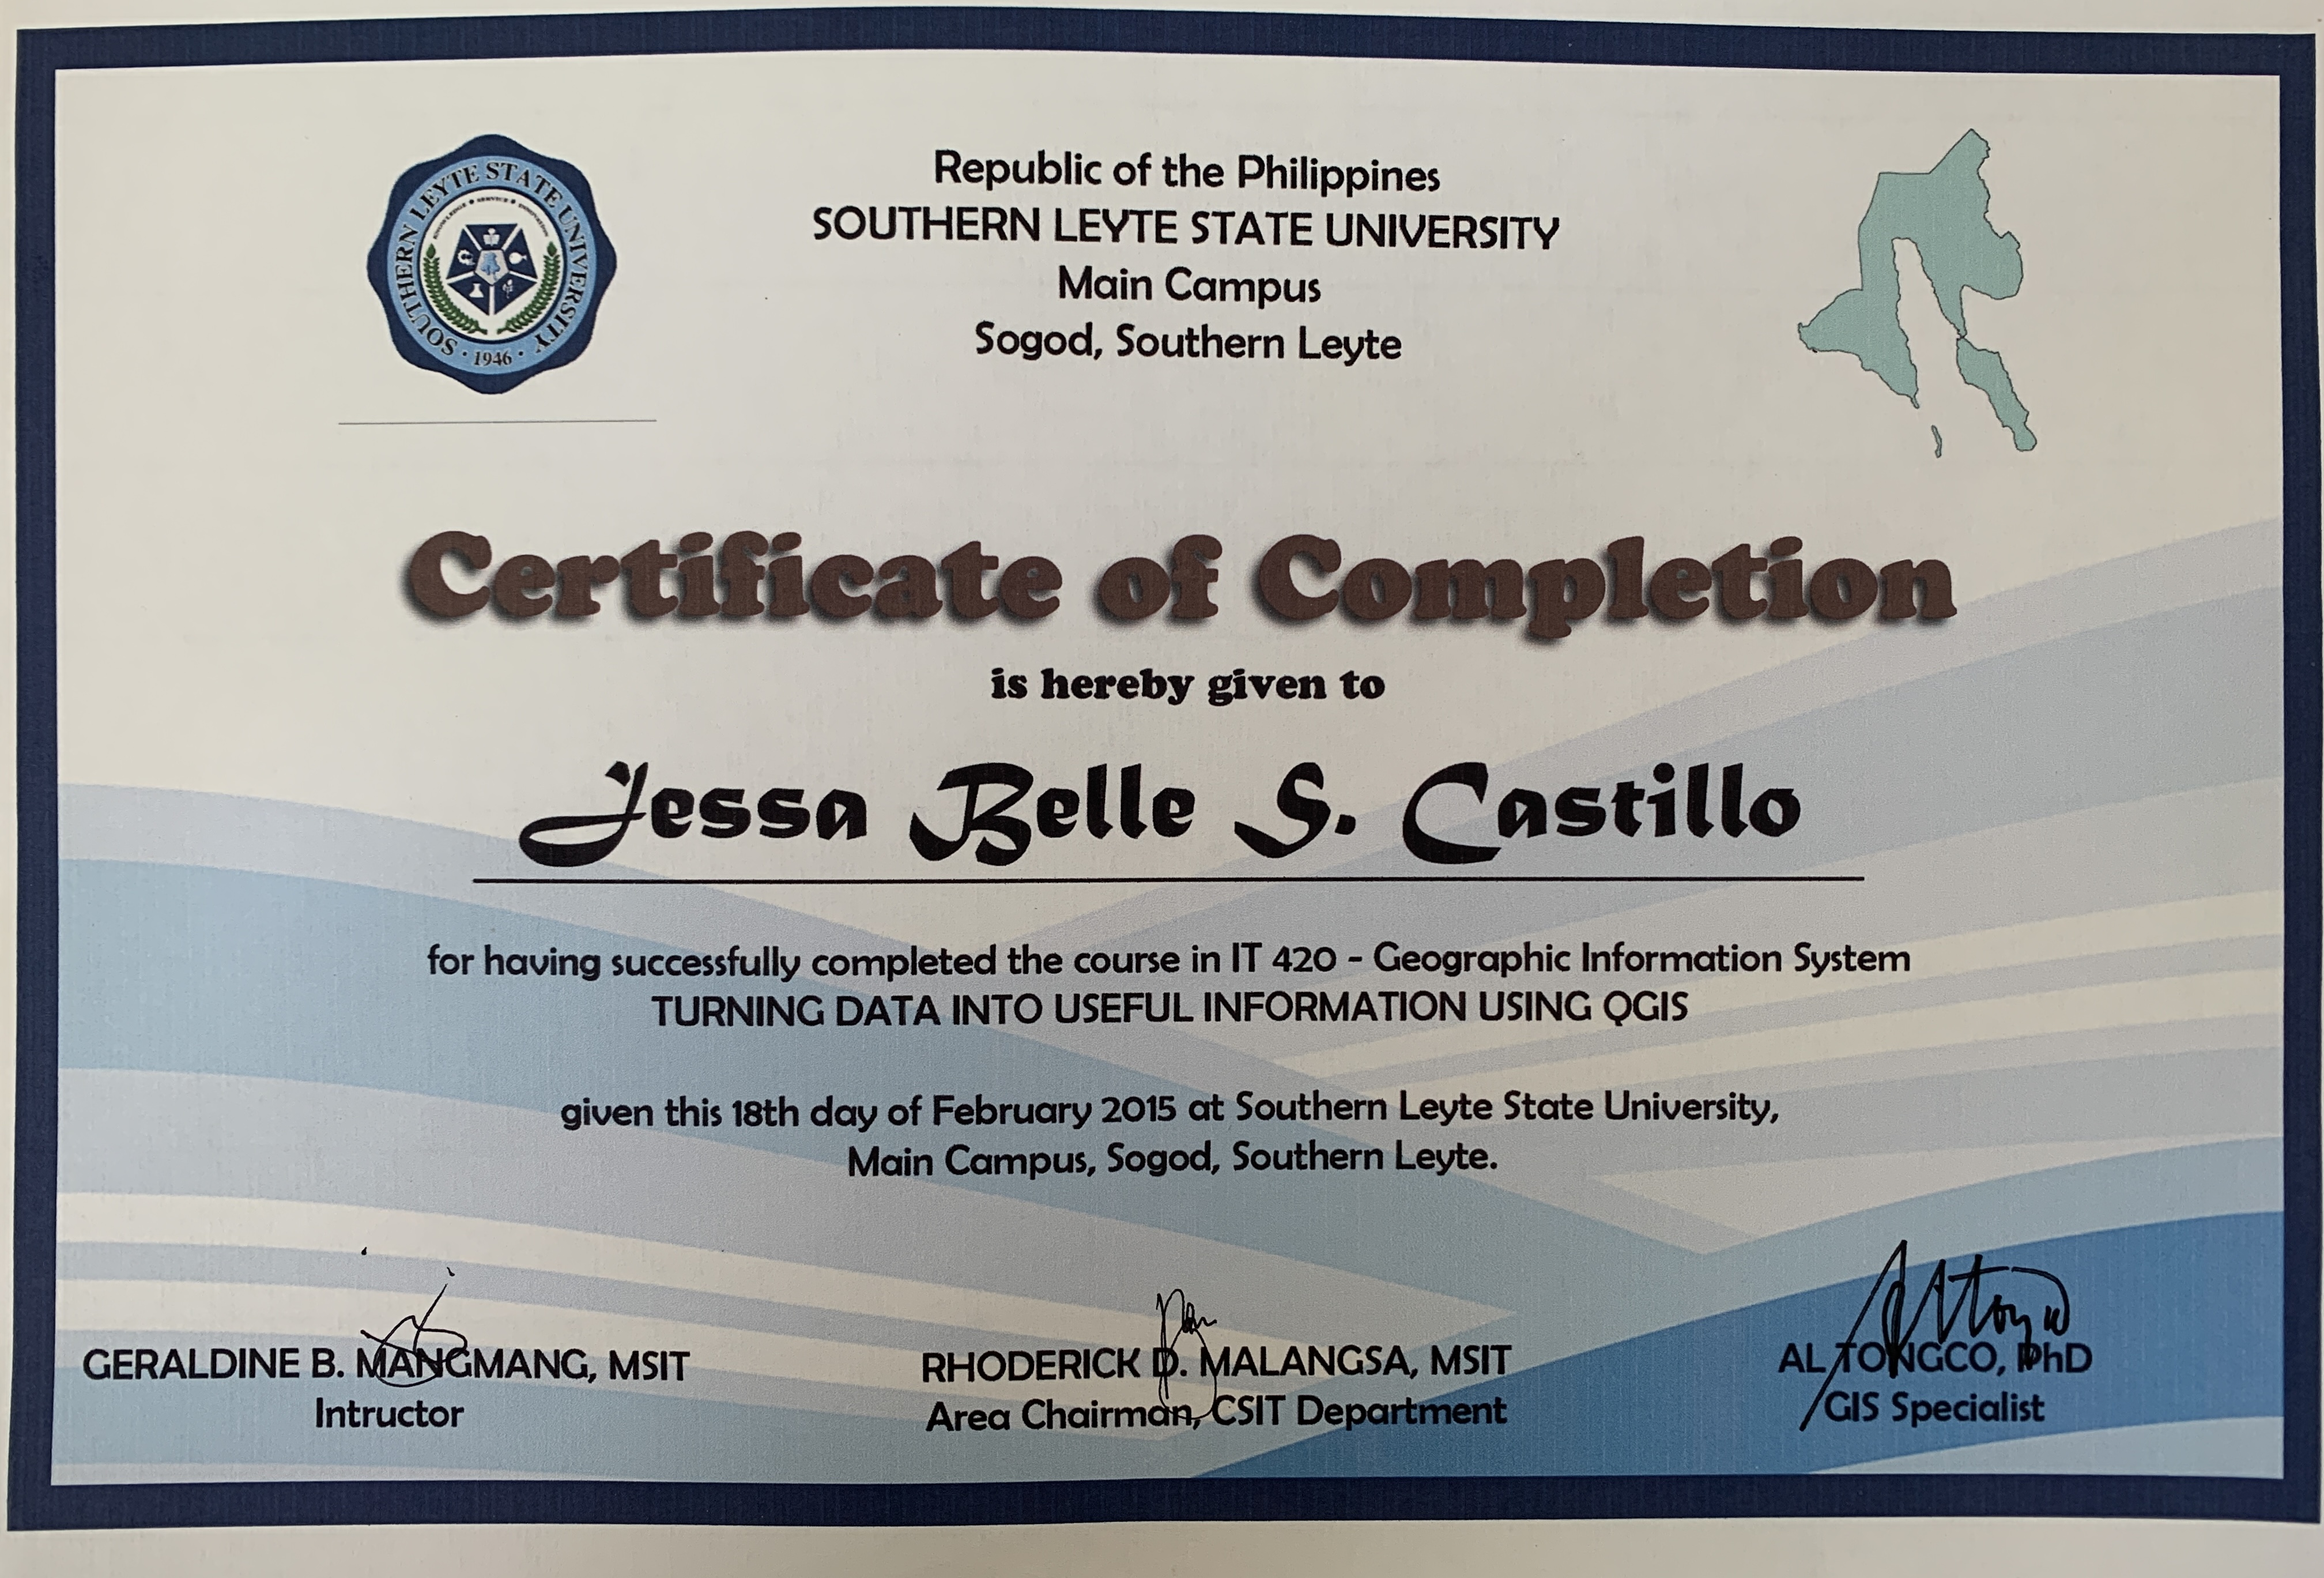 SOUTHERN LEYTE STATE UNIVERSITY
· 1946 ·
Republic of the Philippines
SOUTHERN LEYTE STATE UNIVERSITY
Main Campus
Sogod, Southern Leyte
Certificate of Completion
is hereby given to
Jessa Belle S. Castillo
for having successfully completed the course in IT 420 - Geographic Information System
TURNING DATA INTO USEFUL INFORMATION USING QGIS
given this 18th day of February 2015 at Southern Leyte State University,
Main Campus, Sogod, Southern Leyte.
GERALDINE B. MANGMANG, MSIT
Intructor
RHODERICK D. MALANGSA, MSIT
Area Chairman, CSIT Department
AL TONGCO, PhD
GIS Specialist